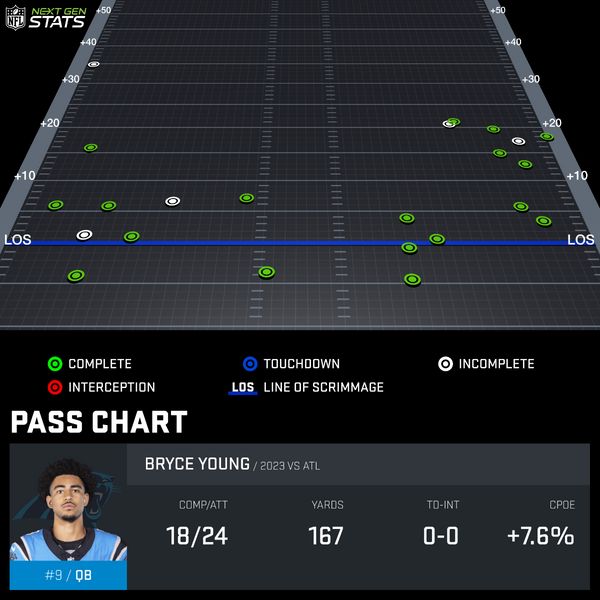 NFL NEXT GEN STATS
+50 +50
+40 +40
+30 +30
+20 +20
+10 +10
LOS LOS
COMPLETE TOUCHDOWN INCOMPLETE
INTERCEPTION LOS LINE OF SCRIMMAGE
PASS CHART
BRYCE YOUNG / 2023 VS ATL
COMP/ATT YARDS TD-INT CPOE
18/24 167 0-0 +7.6%
#9 / QB